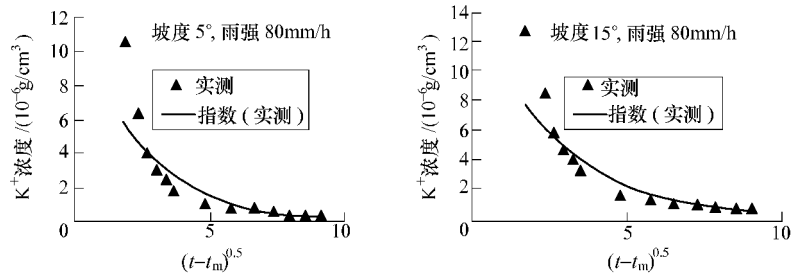 坡度 5°, 雨强 80mm/h
▲ 实测
指数 ( 实测 )
K⁺浓度 /(10⁻⁶g/cm³)
12
10
8
6
4
2
0
5
10
(t−tₘ)⁰·⁵
坡度 15°, 雨强 80mm/h
▲ 实测
指数 ( 实测 )
K⁺浓度 /(10⁻⁶g/cm³)
14
12
10
8
6
4
2
0
5
10
(t−tₘ)⁰·⁵